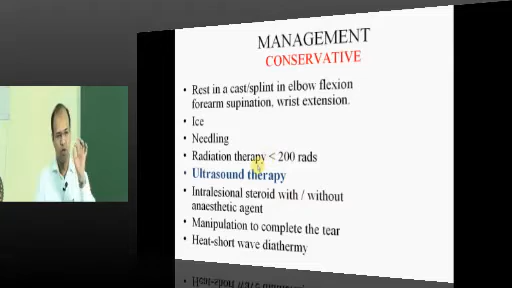 MANAGEMENT
CONSERVATIVE
• Rest in a cast/splint in elbow flexion
forearm supination, wrist extension.
• Ice
• Needling
• Radiation therapy < 200 rads
• Ultrasound therapy
• Intralesional steroid with / without
anaesthetic agent
• Manipulation to complete the tear
• Heat-short wave diathermy